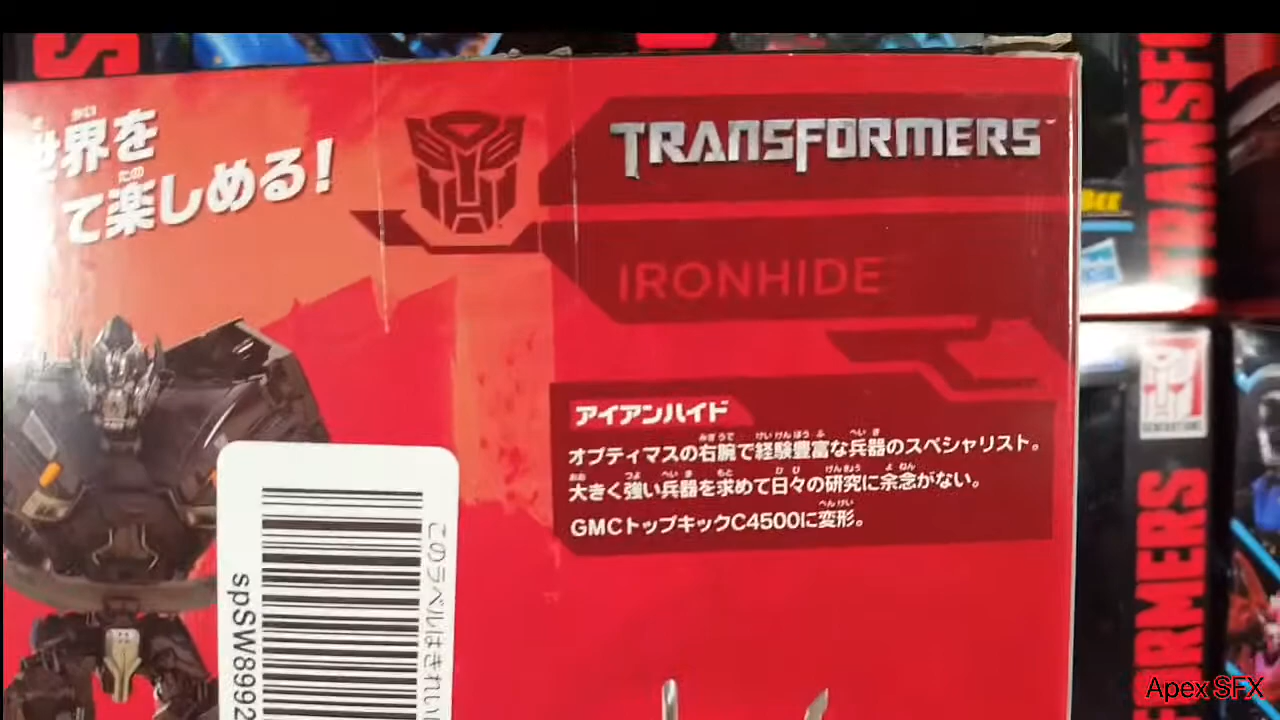 世界を
て楽しめる!
TRANSFORMERS
IRONHIDE
アイアンハイド
オプティマスの右腕で経験豊富な兵器のスペシャリスト。
大きく強い兵器を求めて日々の研究に余念がない。
GMCトップキックC4500に変形。
このラベルはきれいに
spSW8992
TRANSFO
ORMERS
GENERATIONS
Apex SFX